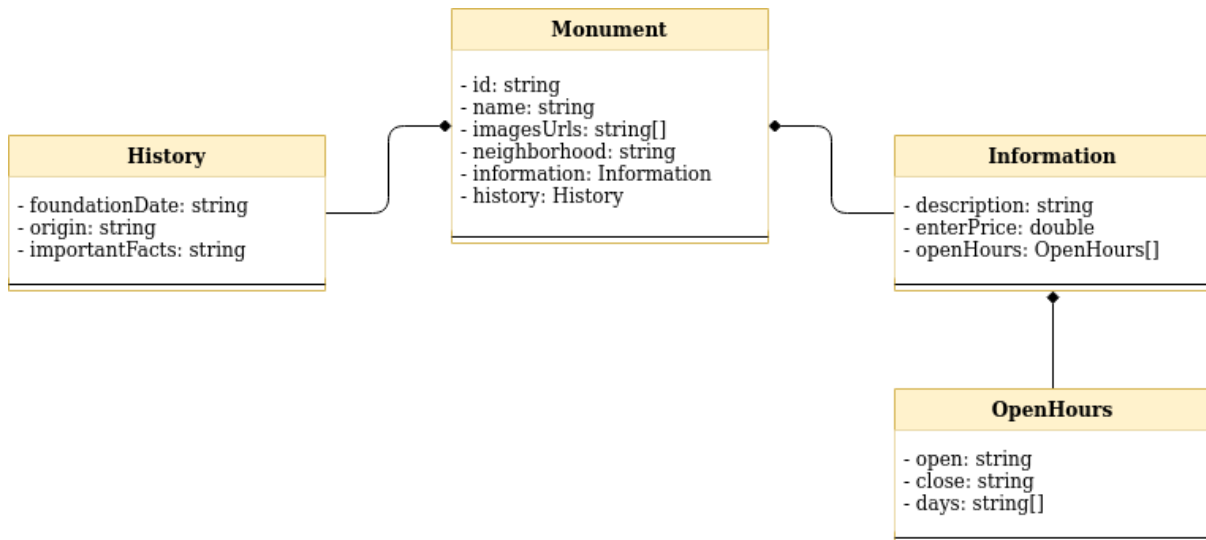 Monument
- id: string
- name: string
- imagesUrls: string[]
- neighborhood: string
- information: Information
- history: History
History
- foundationDate: string
- origin: string
- importantFacts: string
Information
- description: string
- enterPrice: double
- openHours: OpenHours[]
OpenHours
- open: string
- close: string
- days: string[]